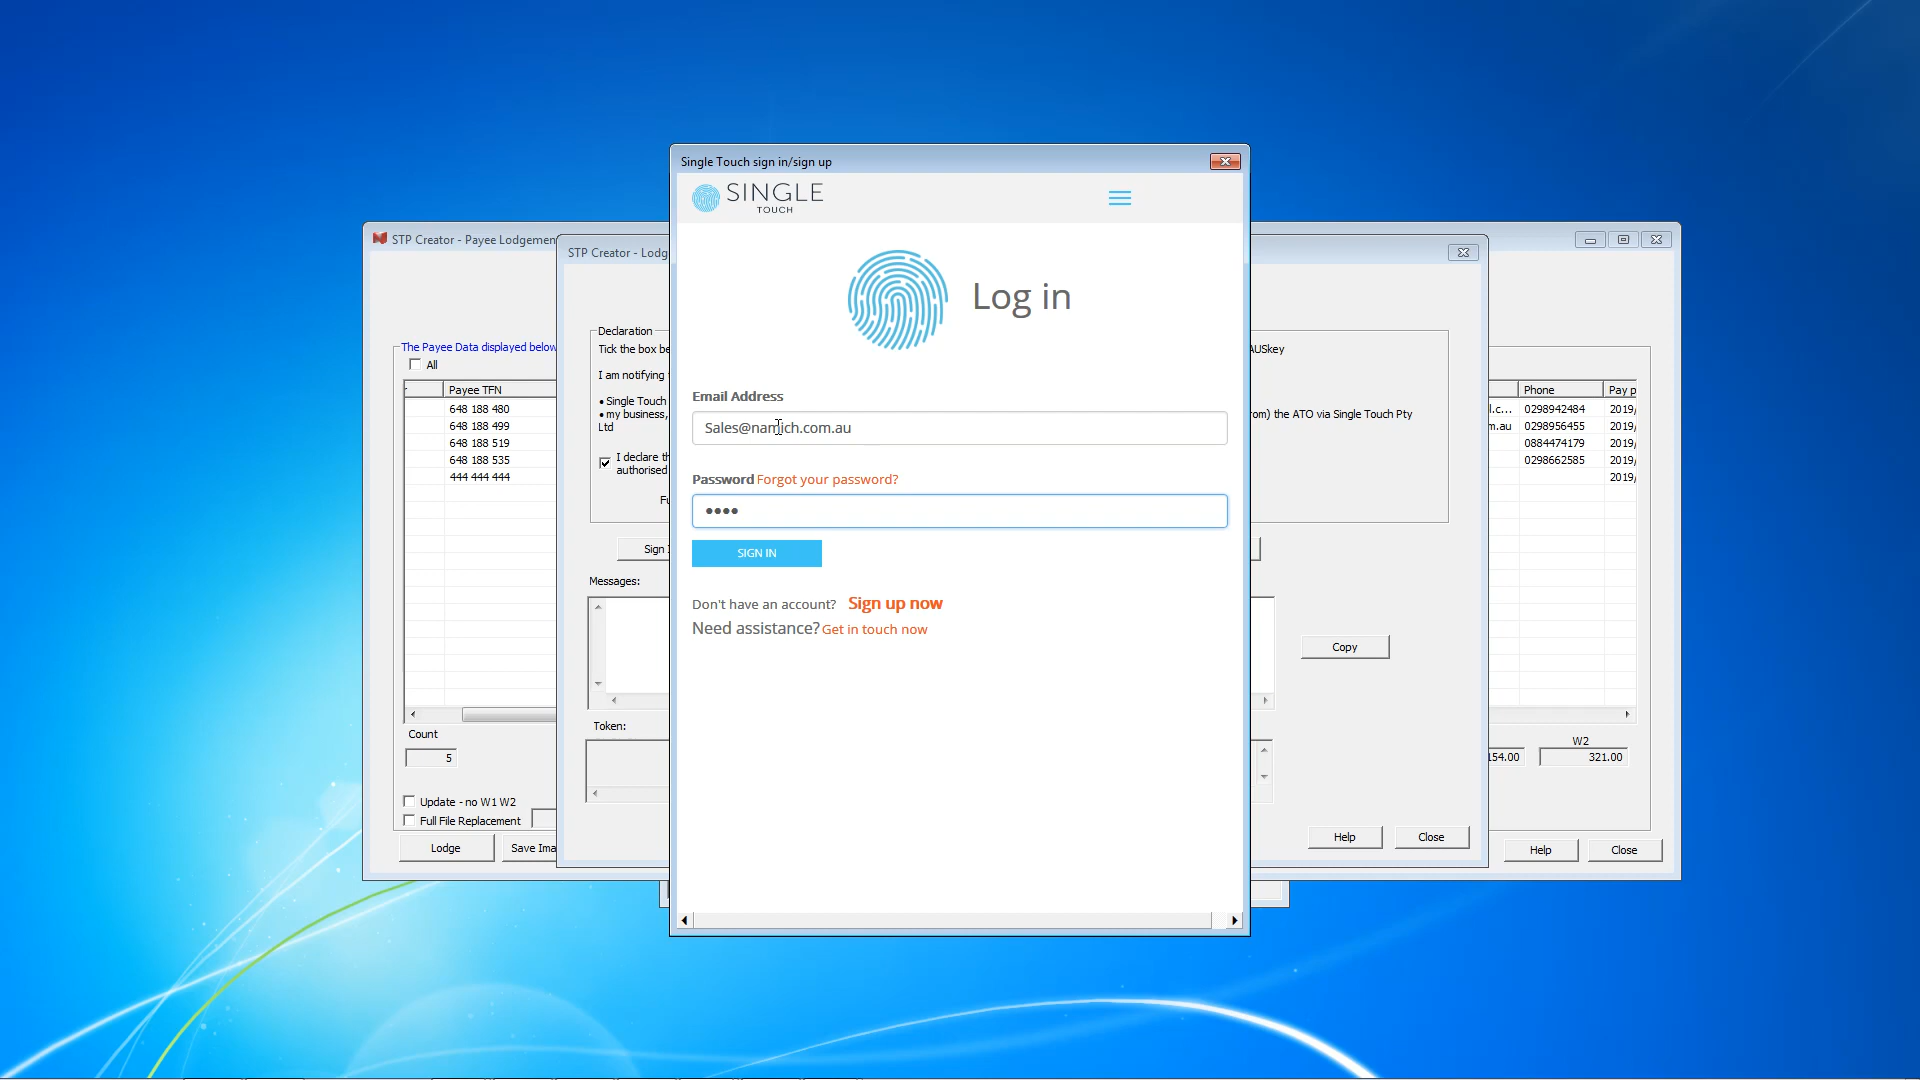 Single Touch sign in/sign up
SINGLE
TOUCH
Log in
Email Address
Sales@namich.com.au
Password Forgot your password?
••••
SIGN IN
Don't have an account? Sign up now
Need assistance? Get in touch now
STP Creator - Payee Lodgemen
The Payee Data displayed below
All
Payee TFN
648 188 480
648 188 499
648 188 519
648 188 535
444 444 444
Count
5
Update - no W1 W2
Full File Replacement
Lodge
Save Ima
STP Creator - Lodg
Declaration
Tick the box be
I am notifying
• Single Touch
• my business,
Ltd
I declare th
authorised
Sign
Messages:
Token:
AUSkey
om) the ATO via Single Touch Pty
Copy
Help
Close
Phone
Pay p
l.c... 0298942484 2019/
m.au 0298956455 2019/
0884474179 2019/
0298662585 2019/
2019/
W2
154.00
321.00
Help
Close